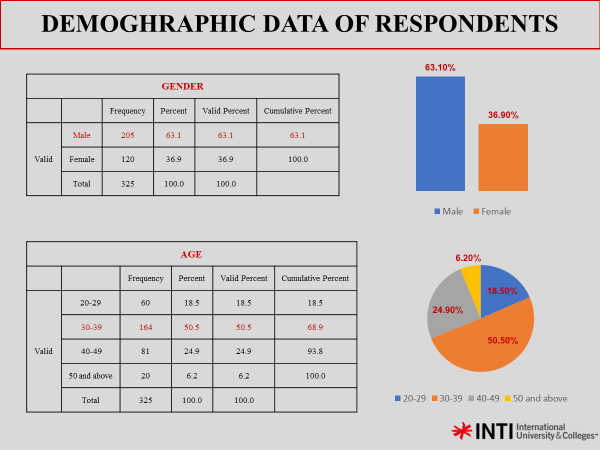 DEMOGHRAPHIC DATA OF RESPONDENTS
GENDER
Frequency Percent Valid Percent Cumulative Percent
Valid
Male 205 63.1 63.1 63.1
Female 120 36.9 36.9 100.0
Total 325 100.0 100.0
63.10%
36.90%
Male Female
AGE
Frequency Percent Valid Percent Cumulative Percent
Valid
20-29 60 18.5 18.5 18.5
30-39 164 50.5 50.5 68.9
40-49 81 24.9 24.9 93.8
50 and above 20 6.2 6.2 100.0
Total 325 100.0 100.0
6.20%
18.50%
24.90%
50.50%
20-29 30-39 40-49 50 and above
INTI International
University & Colleges™